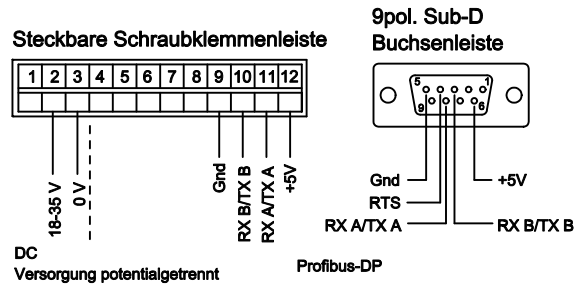 Steckbare Schraubklemmenleiste
1 2 3 4 5 6 7 8 9 10 11 12
18-35 V
0 V
Gnd
RX B/TX B
RX A/TX A
+5V
DC
Versorgung potentialgetrennt
9pol. Sub-D
Buchsenleiste
5 1
9 6
Gnd +5V
RTS
RX A/TX A RX B/TX B
Profibus-DP